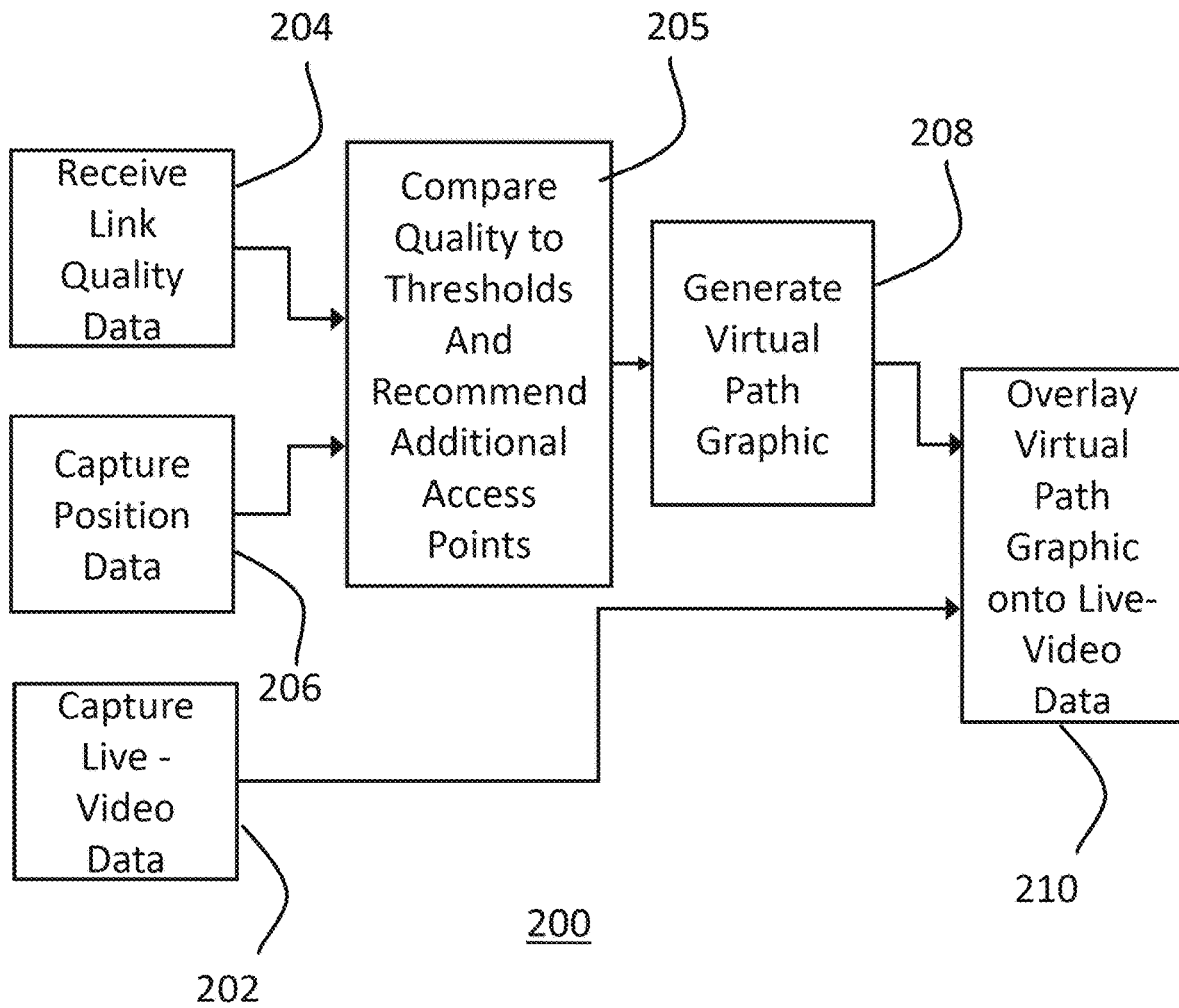 204
205
208
Receive
Link
Quality
Data
Compare
Quality to
Thresholds
And
Recommend
Additional
Access
Points
Generate
Virtual
Path
Graphic
Overlay
Virtual
Path
Graphic
onto Live-
Video
Data
Capture
Position
Data
206
Capture
Live -
Video
Data
210
200
202